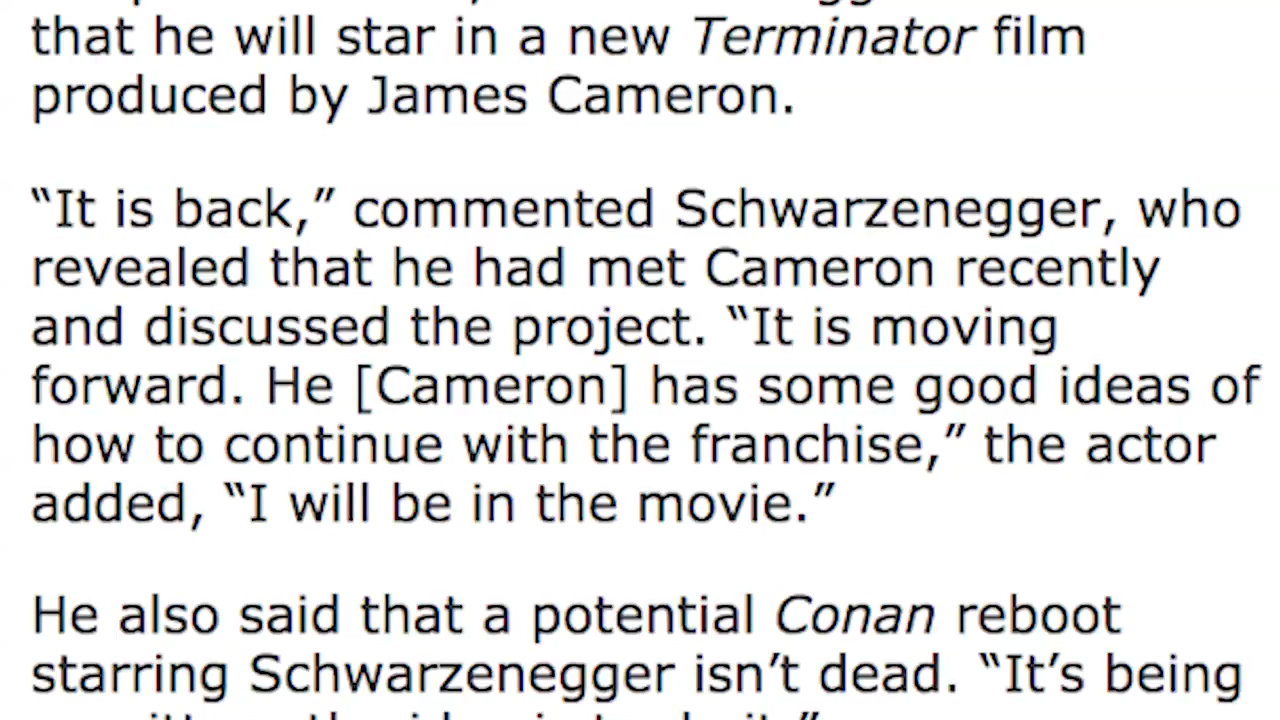 that he will star in a new Terminator film
produced by James Cameron.
“It is back,” commented Schwarzenegger, who
revealed that he had met Cameron recently
and discussed the project. “It is moving
forward. He [Cameron] has some good ideas of
how to continue with the franchise,” the actor
added, “I will be in the movie.”
He also said that a potential Conan reboot
starring Schwarzenegger isn’t dead. “It’s being